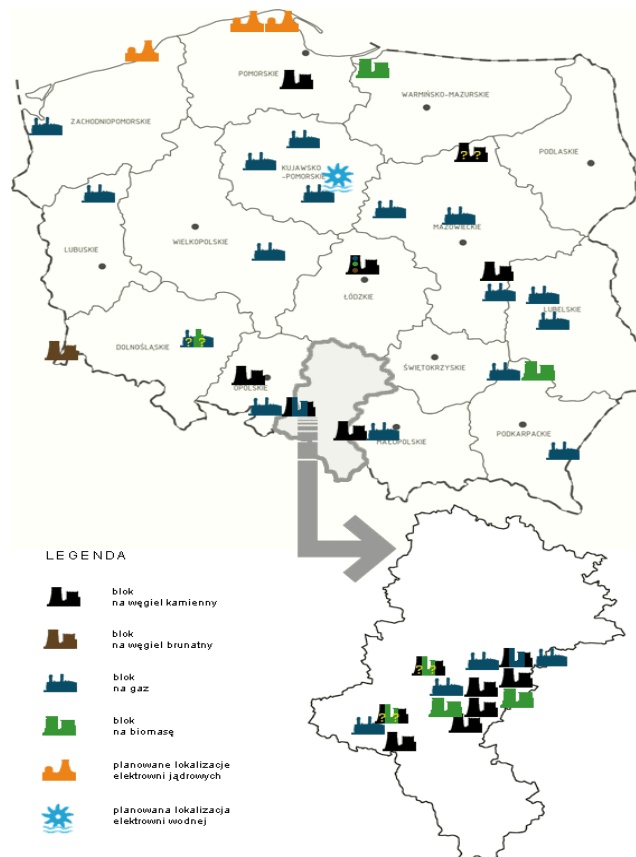 POMORSKIE
WARMIŃSKO-MAZURSKIE
ZACHODNIOPOMORSKIE
PODLASKIE
? ?
KUJAWSKO
-POMORSKIE
MAZOWIECKIE
WIELKOPOLSKIE
LUBUSKIE
ŁÓDZKIE
LUBELSKIE
DOLNOŚLĄSKIE
? ?
ŚWIĘTOKRZYSKIE
OPOLSKIE
MAŁOPOLSKIE
PODKARPACKIE
LEGENDA
blok
na węgiel kamienny
blok
na węgiel brunatny
blok
na gaz
blok
na biomasę
planowane lokalizacje
elektrowni jądrowych
planowana lokalizacja
elektrowni wodnej
? ?
? ?